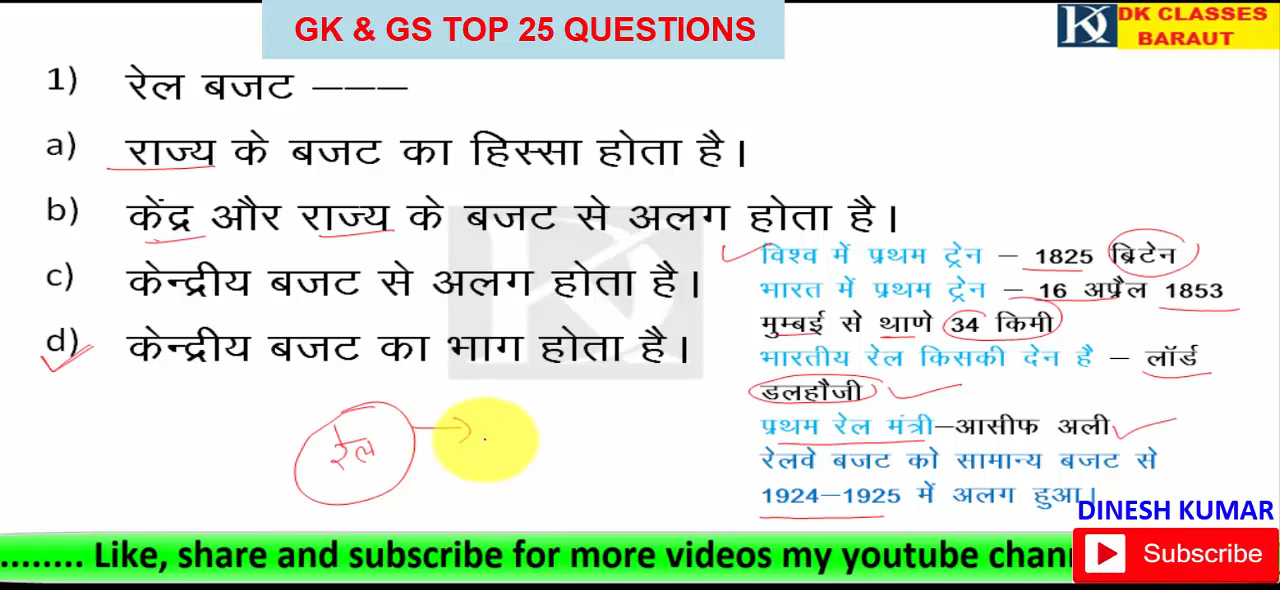 GK & GS TOP 25 QUESTIONS
DK CLASSES
BARAUT
1) रेल बजट ———
a) राज्य के बजट का हिस्सा होता है।
b) केंद्र और राज्य के बजट से अलग होता है।
c) केन्द्रीय बजट से अलग होता है।
d) केन्द्रीय बजट का भाग होता है।
विश्व में प्रथम ट्रेन – 1825 ब्रिटेन
भारत में प्रथम ट्रेन – 16 अप्रैल 1853
मुम्बई से थाणे 34 किमी
भारतीय रेल किसकी देन है – लॉर्ड
डलहौजी
प्रथम रेल मंत्री–आसीफ अली
रेलवे बजट को सामान्य बजट से
1924–1925 में अलग हुआ।
रेल
DINESH KUMAR
........ Like, share and subscribe for more videos my youtube chan
Subscribe